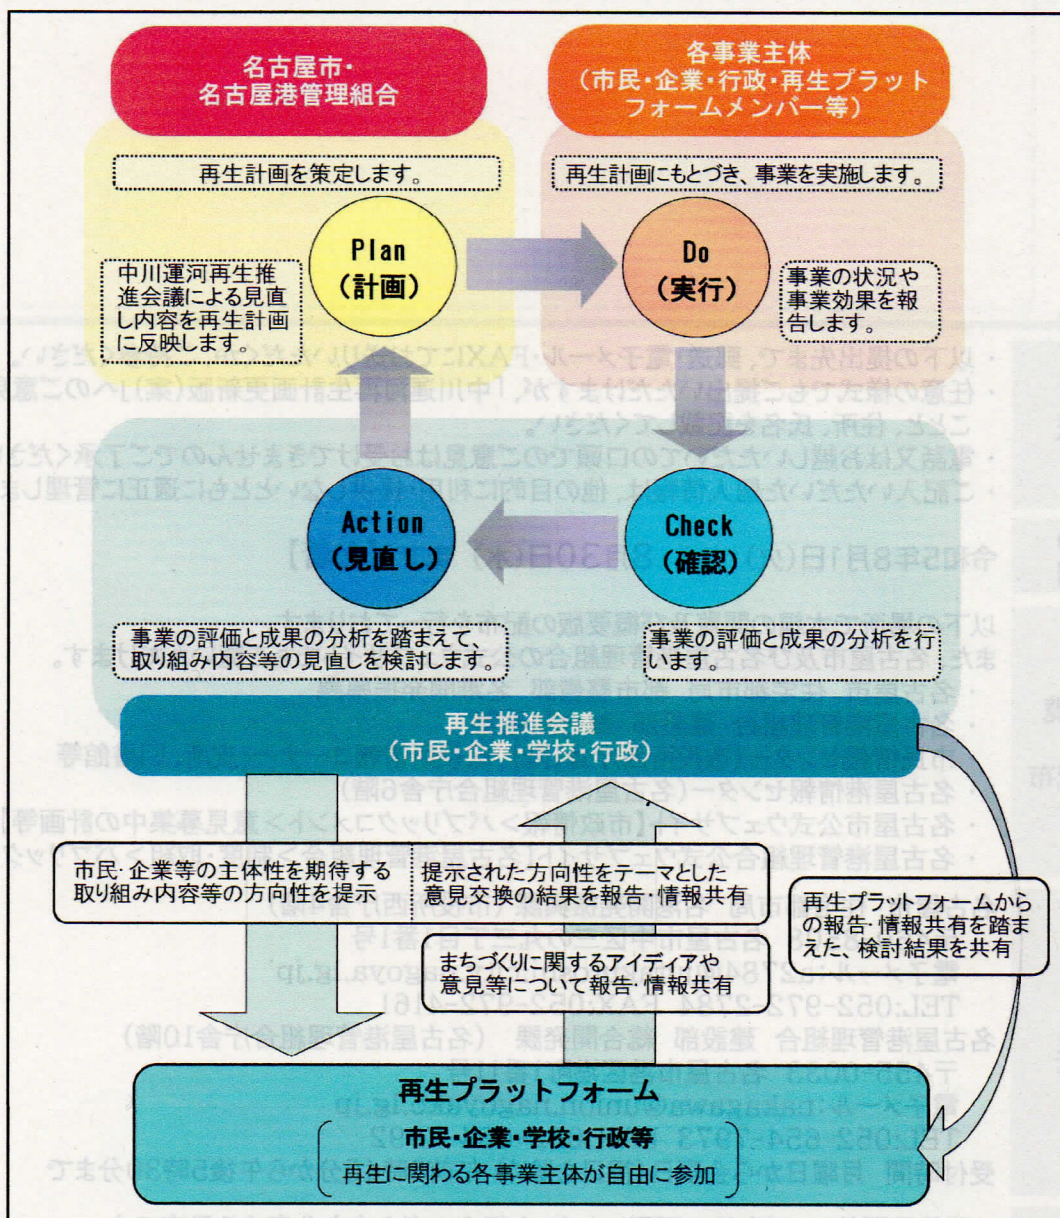 名古屋市・
名古屋港管理組合
各事業主体
（市民・企業・行政・再生プラット
フォームメンバー等）
再生計画を策定します。
再生計画にもとづき、事業を実施します。
Plan
（計画）
Do
（実行）
中川運河再生推
進会議による見直
し内容を再生計画
に反映します。
事業の状況や
事業効果を報
告します。
Action
（見直し）
Check
（確認）
事業の評価と成果の分析を踏まえて、
取り組み内容等の見直しを検討します。
事業の評価と成果の分析を行
います。
再生推進会議
（市民・企業・学校・行政）
市民・企業等の主体性を期待する
取り組み内容等の方向性を提示
提示された方向性をテーマとした
意見交換の結果を報告・情報共有
まちづくりに関するアイディアや
意見等について報告・情報共有
再生プラットフォームから
の報告・情報共有を踏ま
えた、検討結果を共有
再生プラットフォーム
市民・企業・学校・行政等
再生に関わる各事業主体が自由に参加